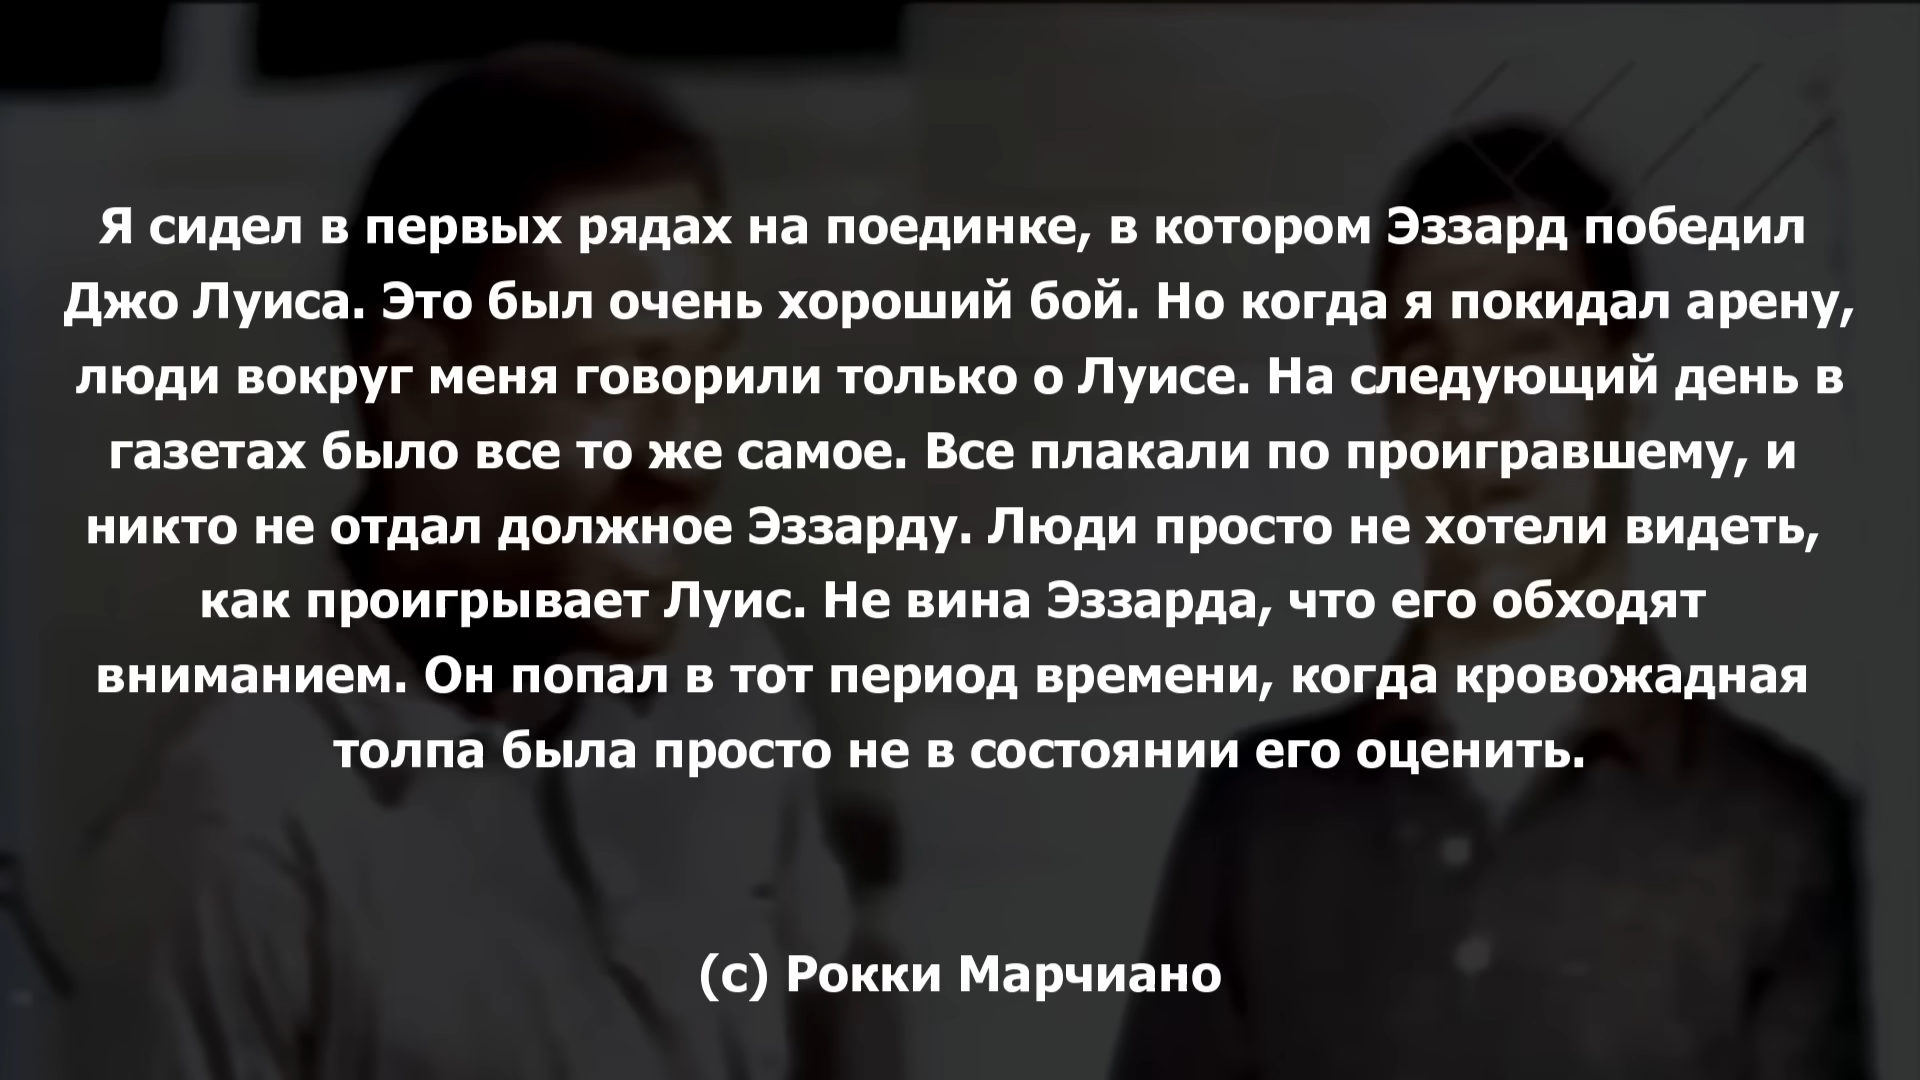 Я сидел в первых рядах на поединке, в котором Эззард победил
Джо Луиса. Это был очень хороший бой. Но когда я покидал арену,
люди вокруг меня говорили только о Луисе. На следующий день в
газетах было все то же самое. Все плакали по проигравшему, и
никто не отдал должное Эззарду. Люди просто не хотели видеть,
как проигрывает Луис. Не вина Эззарда, что его обходят
вниманием. Он попал в тот период времени, когда кровожадная
толпа была просто не в состоянии его оценить.
(с) Рокки Марчиано